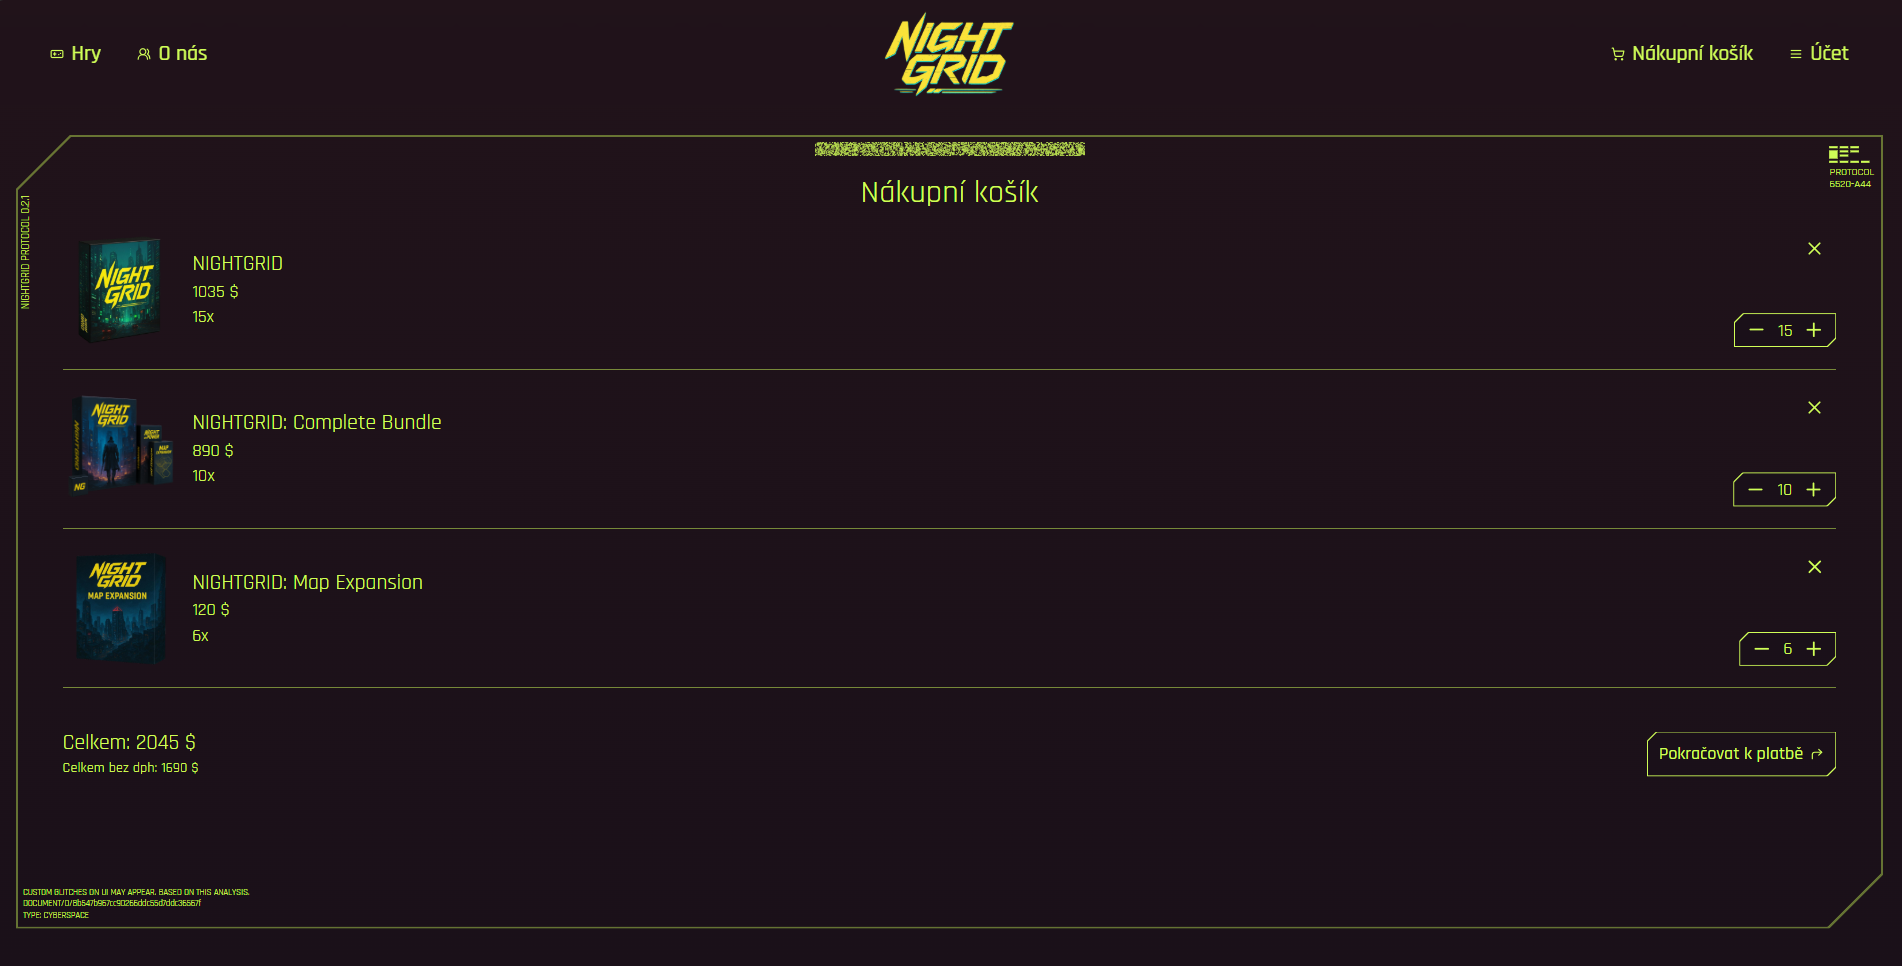 Hry
O nás
NIGHT
GRID
Nákupní košík
Účet
PROTOCOL
6520-A44
NIGHTGRID PROTOCOL 0.2.1
Nákupní košík
NIGHT
GRID
NIGHTGRID
1035 $
15x
15
NIGHT
GRID
NIGHTGRID
MAP
NG
NIGHTGRID: Complete Bundle
890 $
10x
10
NIGHT
GRID
MAP EXPANSION
NIGHTGRID: Map Expansion
120 $
6x
6
Celkem: 2045 $
Celkem bez dph: 1690 $
Pokračovat k platbě
CUSTOM GLITCHES ON UI MAY APPEAR. BASED ON THIS ANALYSIS.
TYPE: CYBERSPACE